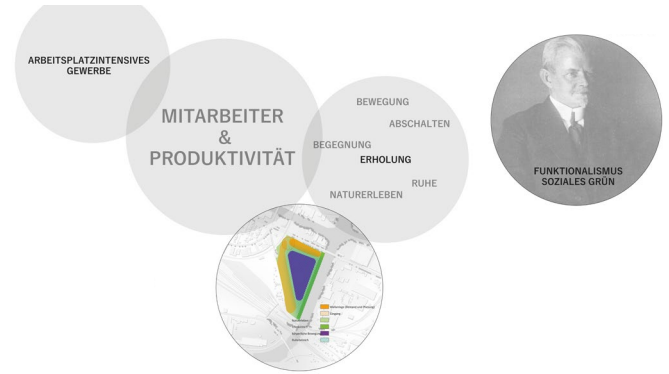 ARBEITSPLATZINTENSIVES
GEWERBE
MITARBEITER
&
PRODUKTIVITÄT
BEWEGUNG
ABSCHALTEN
BEGEGNUNG
ERHOLUNG
RUHE
NATURERLEBEN
FUNKTIONALISMUS
SOZIALES GRÜN